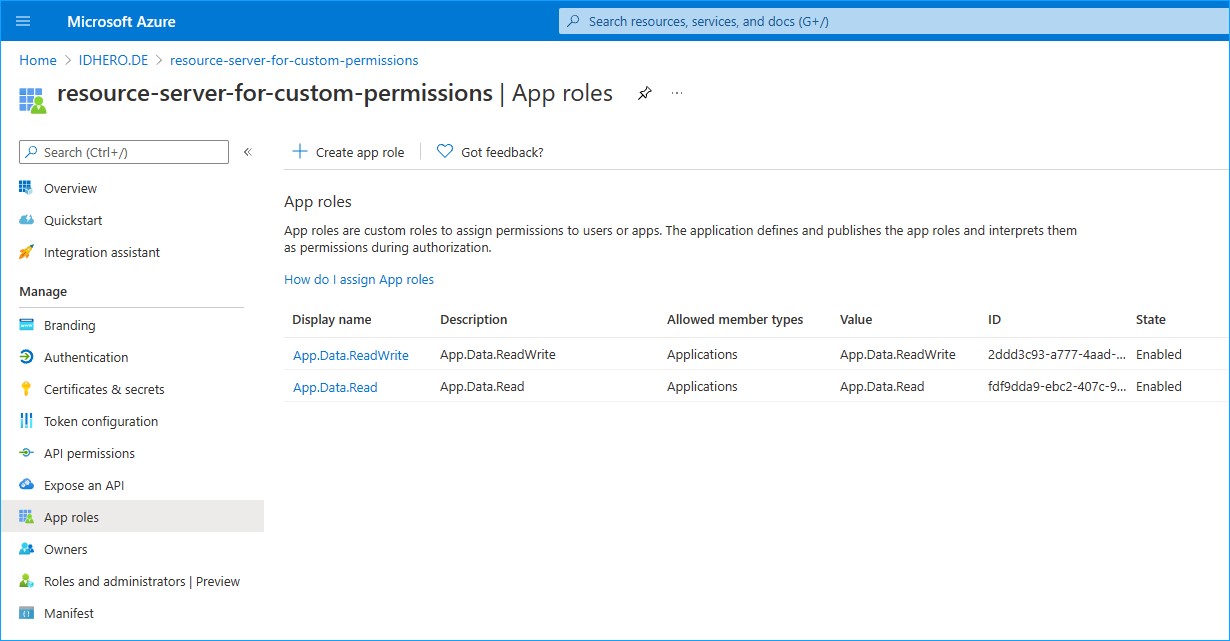 Microsoft Azure
Search resources, services, and docs (G+/)
Home > IDHERO.DE > resource-server-for-custom-permissions
resource-server-for-custom-permissions | App roles ...
Search (Ctrl+/) «
Create app role
Got feedback?
Overview
Quickstart
Integration assistant
Manage
Branding
Authentication
Certificates & secrets
Token configuration
API permissions
Expose an API
App roles
Owners
Roles and administrators | Preview
Manifest
App roles
App roles are custom roles to assign permissions to users or apps. The application defines and publishes the app roles and interprets them
as permissions during authorization.
How do I assign App roles
Display name Description Allowed member types Value ID State
App.Data.ReadWrite App.Data.ReadWrite Applications App.Data.ReadWrite 2ddd3c93-a777-4aad-... Enabled
App.Data.Read App.Data.Read Applications App.Data.Read fdf9dda9-ebc2-407c-9... Enabled